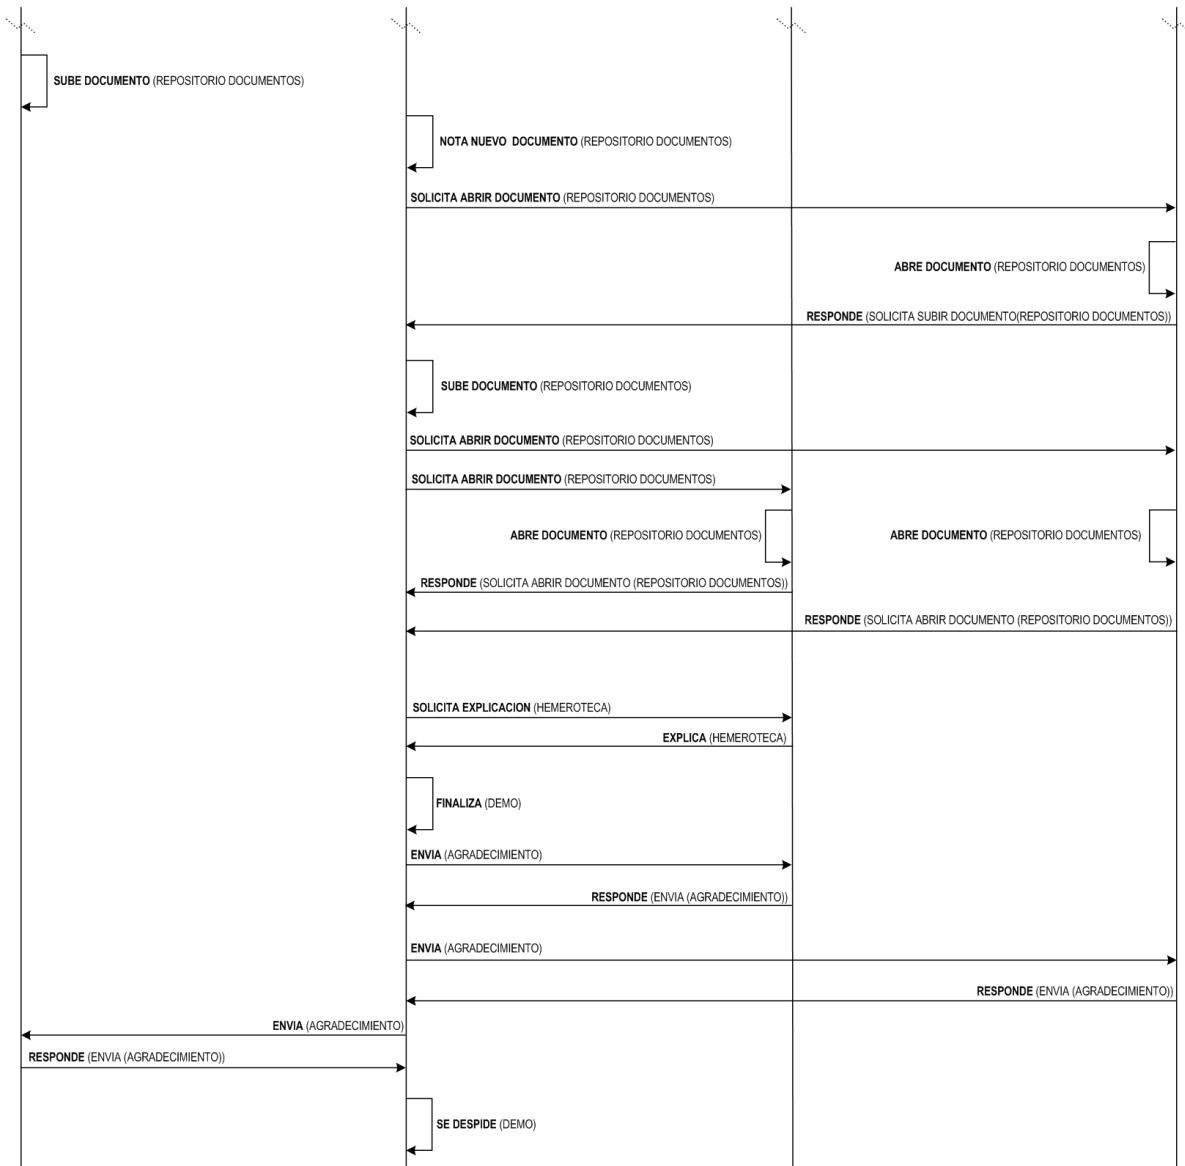 SUBE DOCUMENTO (REPOSITORIO DOCUMENTOS)
NOTA NUEVO DOCUMENTO (REPOSITORIO DOCUMENTOS)
SOLICITA ABRIR DOCUMENTO (REPOSITORIO DOCUMENTOS)
ABRE DOCUMENTO (REPOSITORIO DOCUMENTOS)
RESPONDE (SOLICITA SUBIR DOCUMENTO(REPOSITORIO DOCUMENTOS))
SUBE DOCUMENTO (REPOSITORIO DOCUMENTOS)
SOLICITA ABRIR DOCUMENTO (REPOSITORIO DOCUMENTOS)
SOLICITA ABRIR DOCUMENTO (REPOSITORIO DOCUMENTOS)
ABRE DOCUMENTO (REPOSITORIO DOCUMENTOS)
ABRE DOCUMENTO (REPOSITORIO DOCUMENTOS)
RESPONDE (SOLICITA ABRIR DOCUMENTO (REPOSITORIO DOCUMENTOS))
RESPONDE (SOLICITA ABRIR DOCUMENTO (REPOSITORIO DOCUMENTOS))
SOLICITA EXPLICACION (HEMEROTECA)
EXPLICA (HEMEROTECA)
FINALIZA (DEMO)
ENVIA (AGRADECIMIENTO)
RESPONDE (ENVIA (AGRADECIMIENTO))
ENVIA (AGRADECIMIENTO)
RESPONDE (ENVIA (AGRADECIMIENTO))
ENVIA (AGRADECIMIENTO)
RESPONDE (ENVIA (AGRADECIMIENTO))
SE DESPIDE (DEMO)